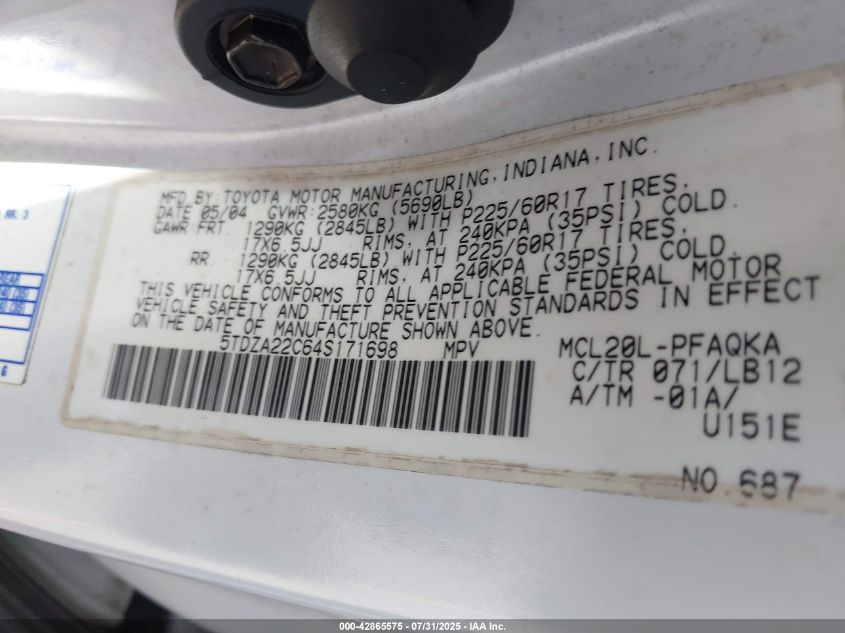 MFD.BY:TOYOTA MOTOR MANUFACTURING,INDIANA,INC.
DATE 05/04 GVWR:2580KG (5690LB)
GAWR:FRT. 1290KG (2845LB) WITH P225/60R17 TIRES,
17X6.5JJ RIMS, AT 240KPA (35PSI) COLD.
RR. 1290KG (2845LB) WITH P225/60R17 TIRES,
17X6.5JJ RIMS, AT 240KPA (35PSI) COLD.
THIS VEHICLE CONFORMS TO ALL APPLICABLE FEDERAL MOTOR
VEHICLE SAFETY AND THEFT PREVENTION STANDARDS IN EFFECT
ON THE DATE OF MANUFACTURE SHOWN ABOVE.
5TDZA22C64S171698 MPV
MCL20L-PFAQKA
C/TR 071/LB12
A/TM -01A/
U151E
NO.687
RR. 3
000-42865575 - 07/31/2025 - IAA Inc.